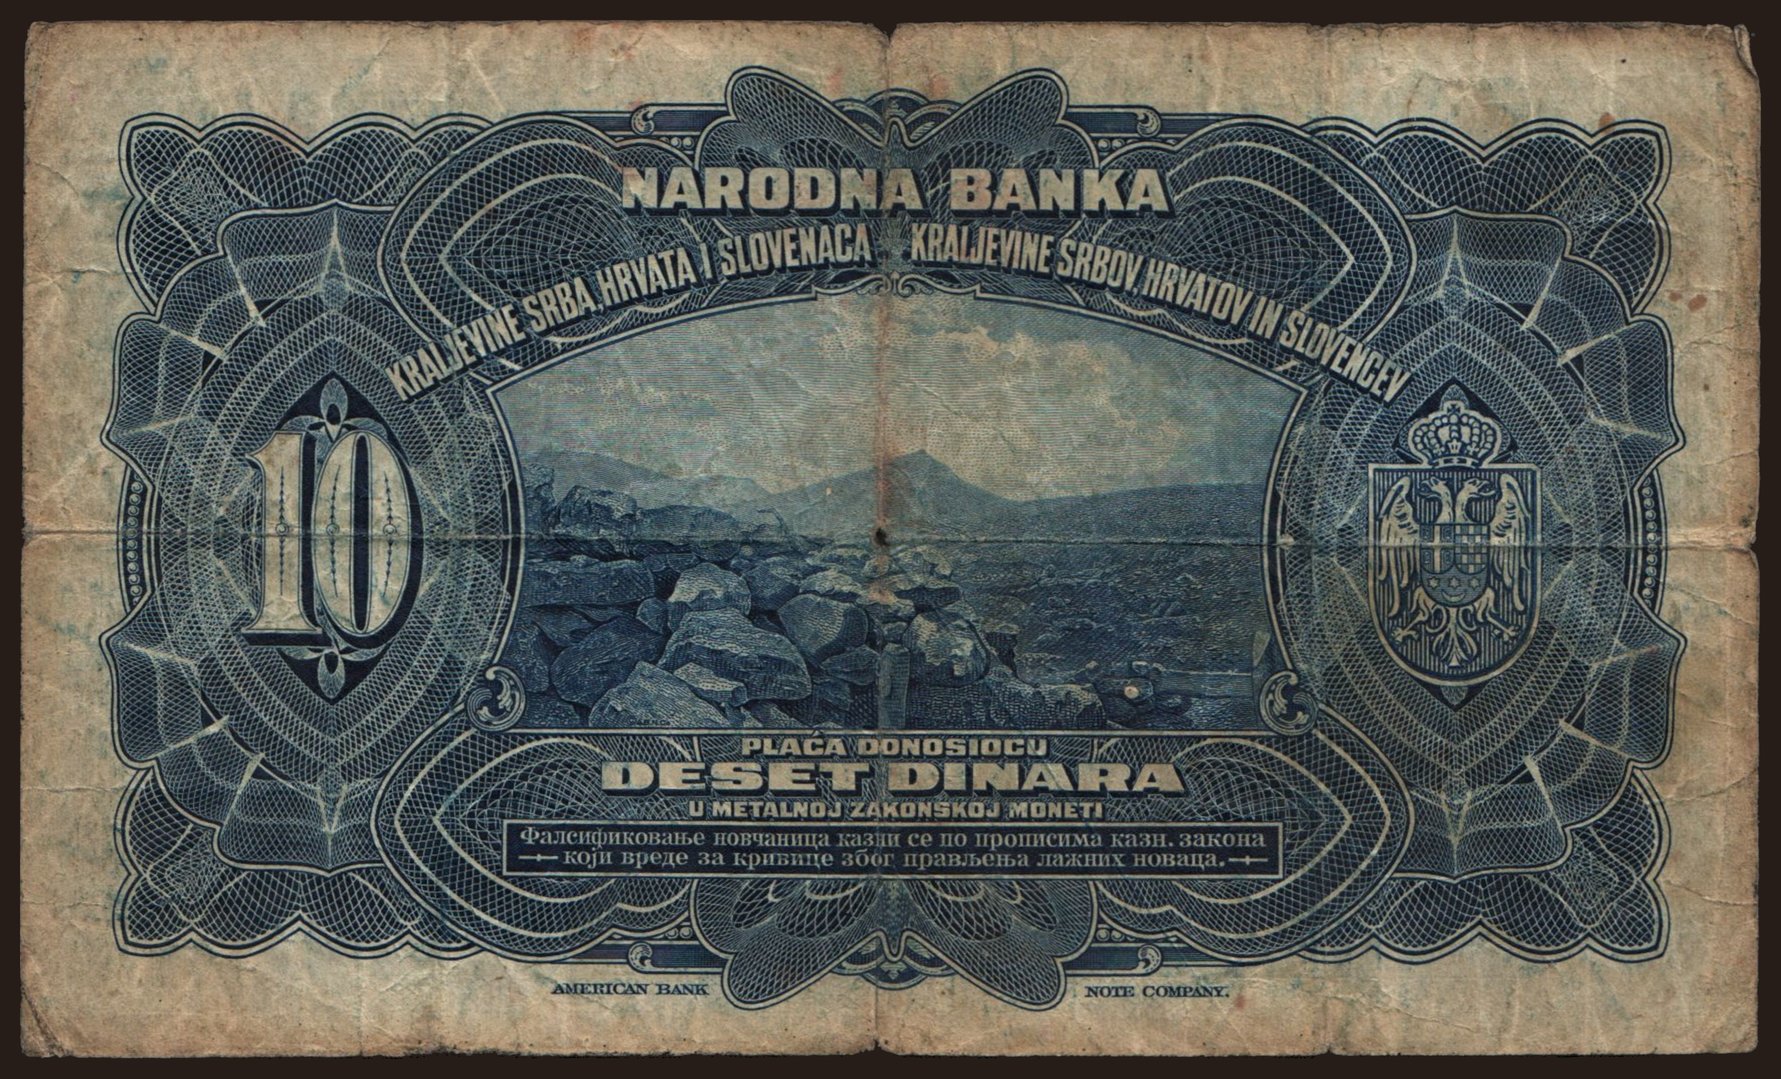 NARODNA BANKA
KRALJEVINE SRBA, HRVATA I SLOVENACA KRALJEVINE SRBOV, HRVATOV IN SLOVENCEV
10
PLAĆA DONOSIOCU
DESET DINARA
U METALNOJ ZAKONSKOJ MONETI
Фалсификовање новчаница казни се по прописима казн. закона
који вреде за кривице због прављења лажних новаца.
AMERICAN BANK NOTE COMPANY.